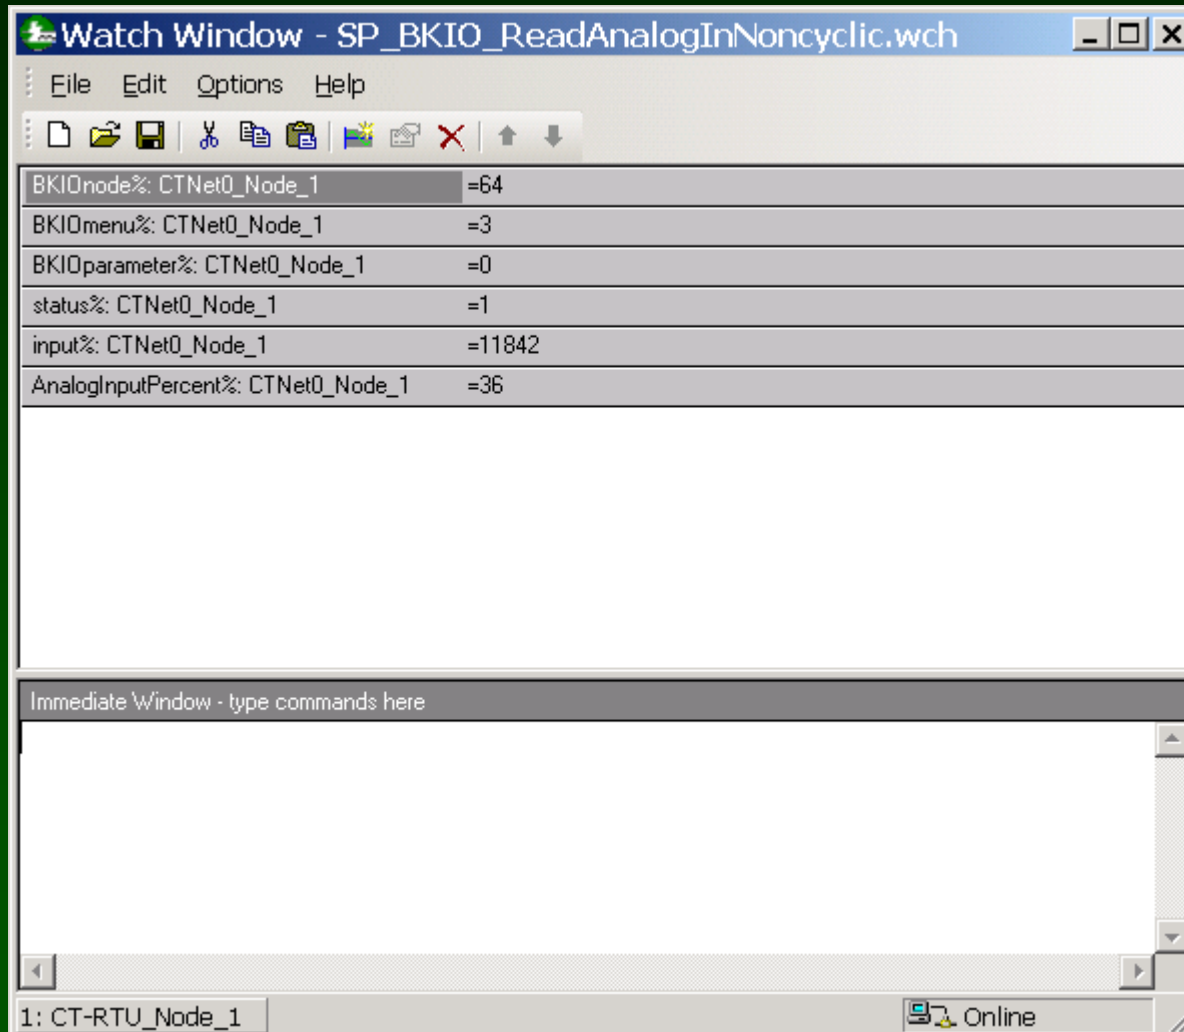 Watch Window - SP_BKIO_ReadAnalogInNoncyclic.wch
File Edit Options Help
BKIOnode%: CTNet0_Node_1 =64
BKIOmenu%: CTNet0_Node_1 =3
BKIOparameter%: CTNet0_Node_1 =0
status%: CTNet0_Node_1 =1
input%: CTNet0_Node_1 =11842
AnalogInputPercent%: CTNet0_Node_1 =36
Immediate Window - type commands here
1: CT-RTU_Node_1 Online